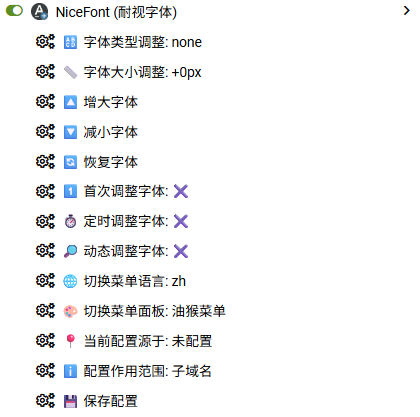 NiceFont (耐视字体)
字体类型调整: none
字体大小调整: +0px
增大字体
减小字体
恢复字体
首次调整字体: ❌
定时调整字体: ❌
动态调整字体: ❌
切换菜单语言: zh
切换菜单面板: 油猴菜单
当前配置源于: 未配置
配置作用范围: 子域名
保存配置